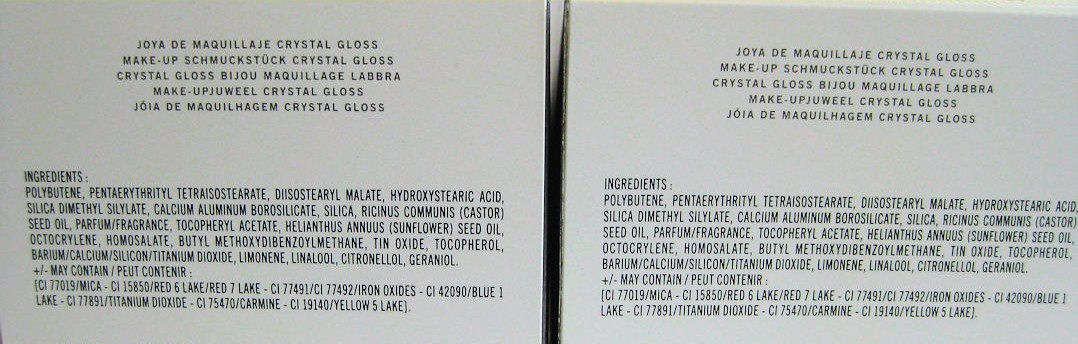 JOYA DE MAQUILLAJE CRYSTAL GLOSS
MAKE-UP SCHMUCKSTÜCK CRYSTAL GLOSS
CRYSTAL GLOSS BIJOU MAQUILLAGE LABBRA
MAKE-UPJUWEEL CRYSTAL GLOSS
JÓIA DE MAQUILHAGEM CRYSTAL GLOSS
INGREDIENTS :
POLYBUTENE, PENTAERYTHRITYL TETRAISOSTEARATE, DIISOSTEARYL MALATE, HYDROXYSTEARIC ACID,
SILICA DIMETHYL SILYLATE, CALCIUM ALUMINUM BOROSILICATE, SILICA, RICINUS COMMUNIS (CASTOR)
SEED OIL, PARFUM/FRAGRANCE, TOCOPHERYL ACETATE, HELIANTHUS ANNUUS (SUNFLOWER) SEED OIL,
OCTOCRYLENE, HOMOSALATE, BUTYL METHOXYDIBENZOYLMETHANE, TIN OXIDE, TOCOPHEROL,
BARIUM/CALCIUM/SILICON/TITANIUM DIOXIDE, LIMONENE, LINALOOL, CITRONELLOL, GERANIOL.
+/- MAY CONTAIN / PEUT CONTENIR :
[CI 77019/MICA - CI 15850/RED 6 LAKE/RED 7 LAKE - CI 77491/CI 77492/IRON OXIDES - CI 42090/BLUE 1
LAKE - CI 77891/TITANIUM DIOXIDE - CI 75470/CARMINE - CI 19140/YELLOW 5 LAKE].
JOYA DE MAQUILLAJE CRYSTAL GLOSS
MAKE-UP SCHMUCKSTÜCK CRYSTAL GLOSS
CRYSTAL GLOSS BIJOU MAQUILLAGE LABBRA
MAKE-UPJUWEEL CRYSTAL GLOSS
JÓIA DE MAQUILHAGEM CRYSTAL GLOSS
INGREDIENTS :
POLYBUTENE, PENTAERYTHRITYL TETRAISOSTEARATE, DIISOSTEARYL MALATE, HYDROXYSTEARIC ACID,
SILICA DIMETHYL SILYLATE, CALCIUM ALUMINUM BOROSILICATE, SILICA, RICINUS COMMUNIS (CASTOR)
SEED OIL, PARFUM/FRAGRANCE, TOCOPHERYL ACETATE, HELIANTHUS ANNUUS (SUNFLOWER) SEED OIL,
OCTOCRYLENE, HOMOSALATE, BUTYL METHOXYDIBENZOYLMETHANE, TIN OXIDE, TOCOPHEROL,
BARIUM/CALCIUM/SILICON/TITANIUM DIOXIDE, LIMONENE, LINALOOL, CITRONELLOL, GERANIOL.
+/- MAY CONTAIN / PEUT CONTENIR :
[CI 77019/MICA - CI 15850/RED 6 LAKE/RED 7 LAKE - CI 77491/CI 77492/IRON OXIDES - CI 42090/BLUE 1
LAKE - CI 77891/TITANIUM DIOXIDE - CI 75470/CARMINE - CI 19140/YELLOW 5 LAKE].